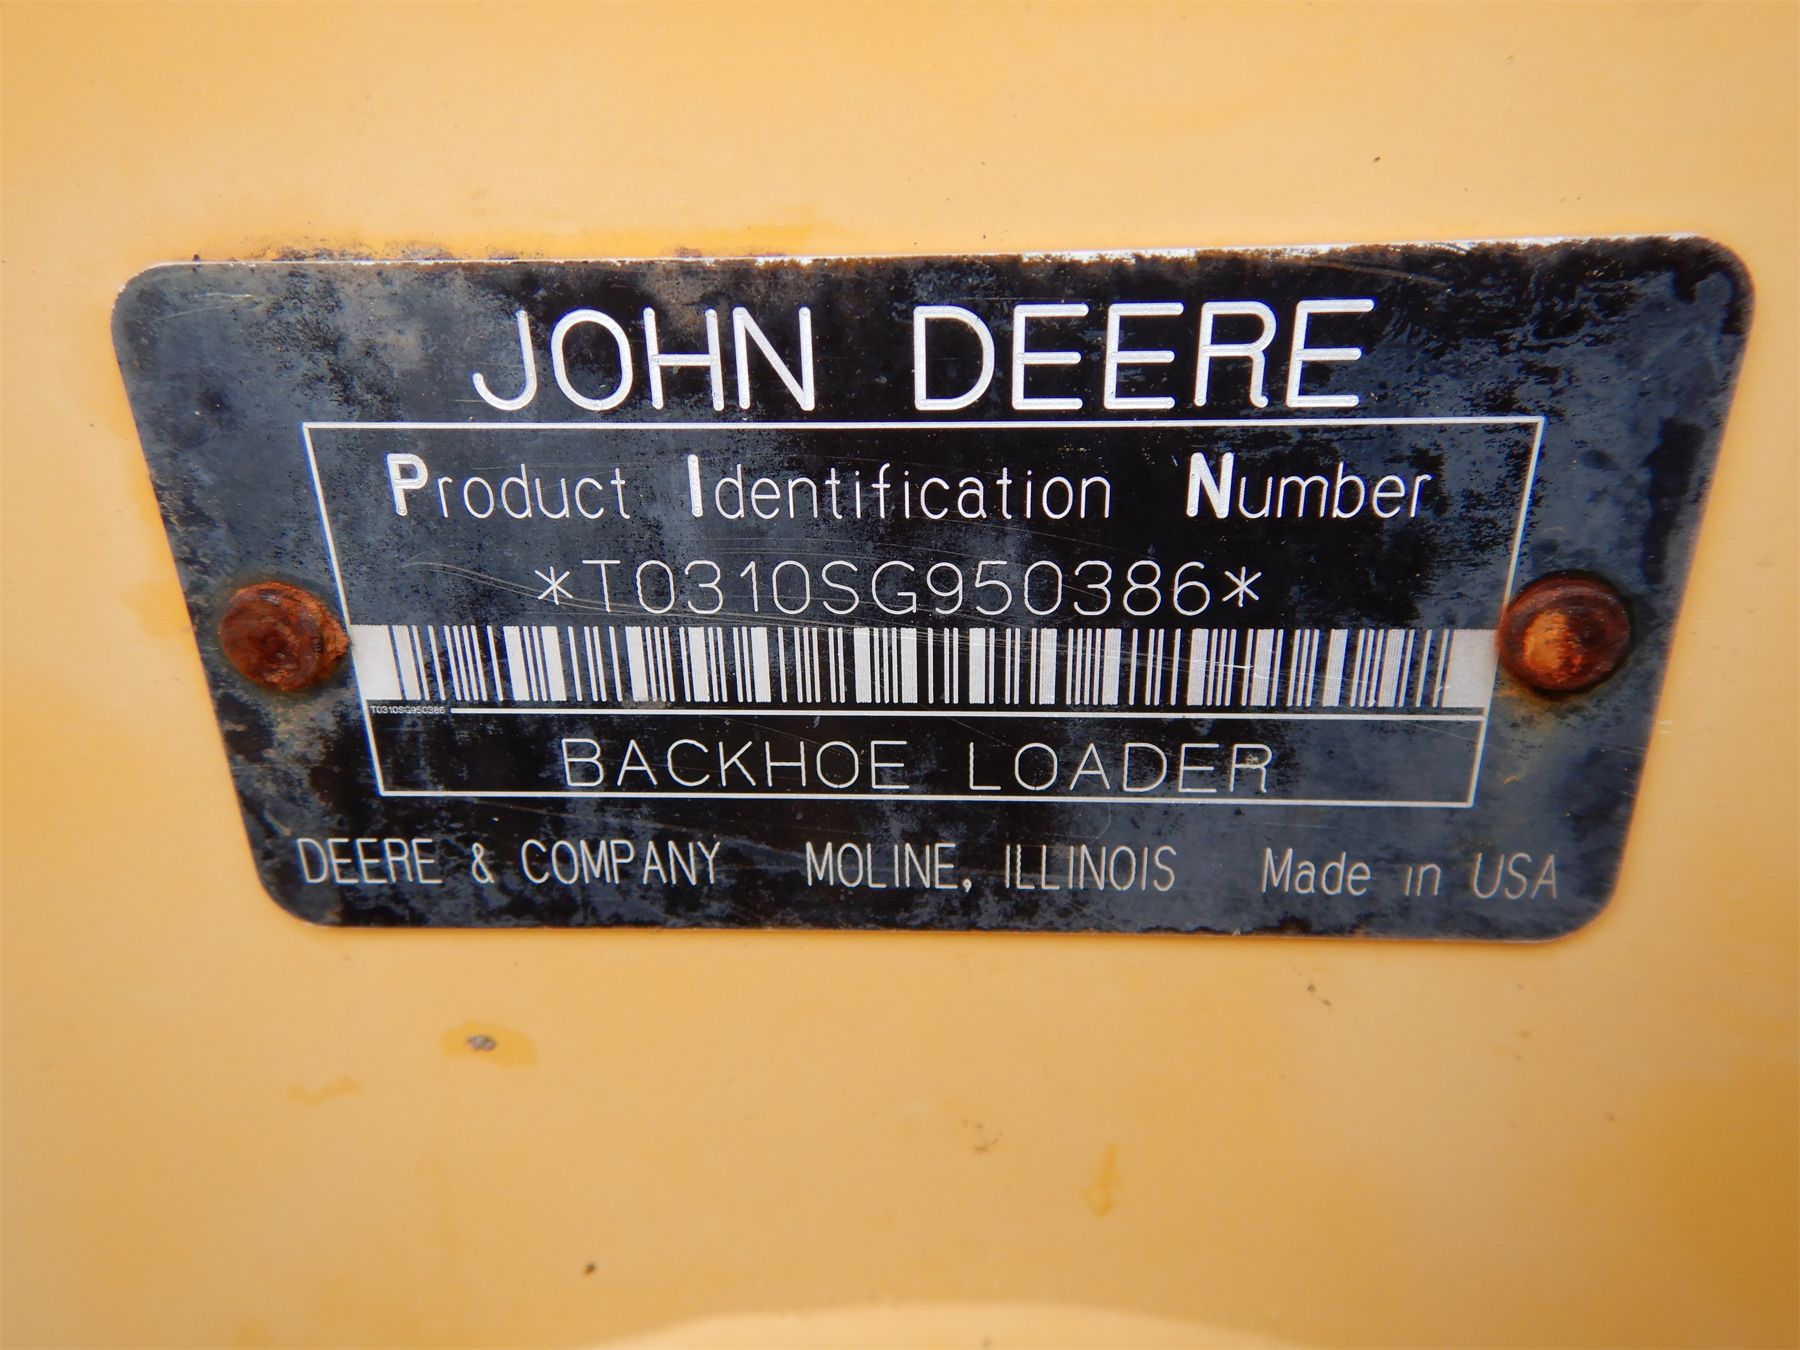 JOHN DEERE
Product Identification Number
*T0310SG950386*
T0310SG950386
BACKHOE LOADER
DEERE & COMPANY MOLINE, ILLINOIS Made in USA